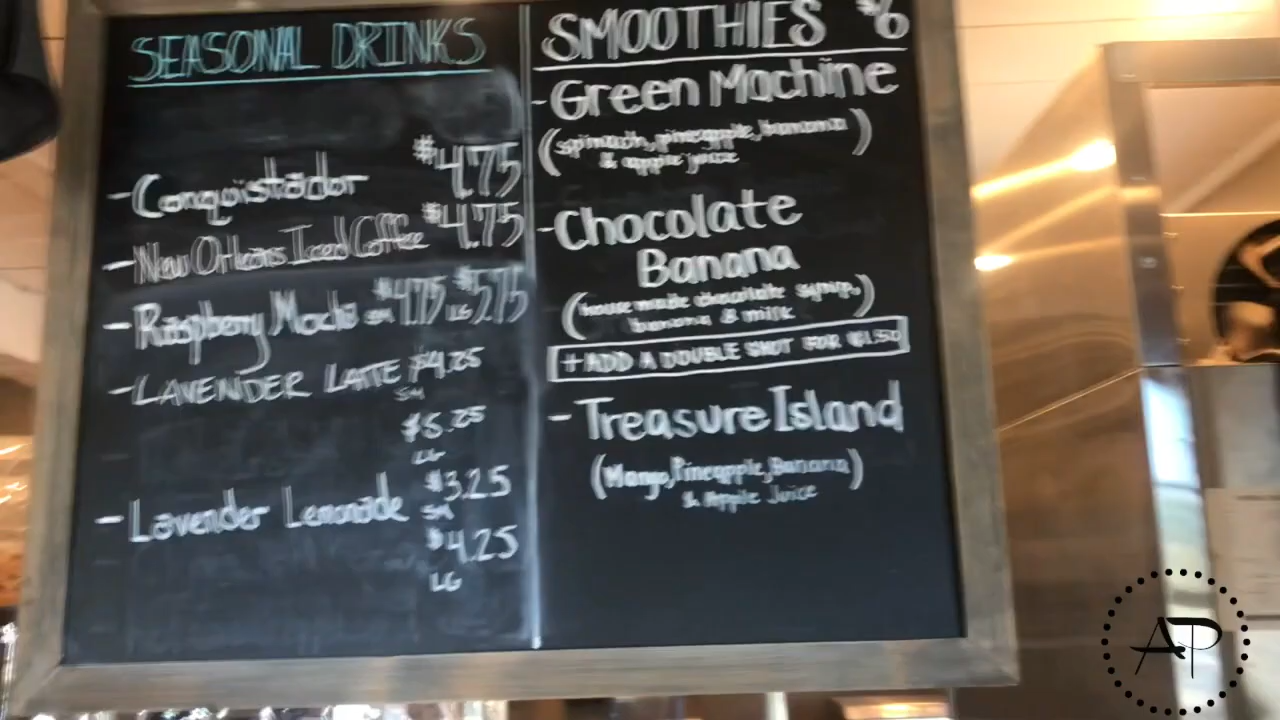 SEASONAL DRINKS
- Conquistador $4.75
- New Orleans Iced Coffee $4.75
- Raspberry Mocha SM $4.75 LG $5.75
- LAVENDER LATTE $4.25
SM
$5.25
LG
- Lavender Lemonade $3.25
SM
$4.25
LG
SMOOTHIES $6
- Green Machine
(spinach, pineapple, banana
& apple juice)
- Chocolate
Banana
(house made chocolate syrup,
banana & milk)
+ ADD A DOUBLE SHOT FOR $1.50
- Treasure Island
(Mango, Pineapple, Banana
& Apple Juice)
AP